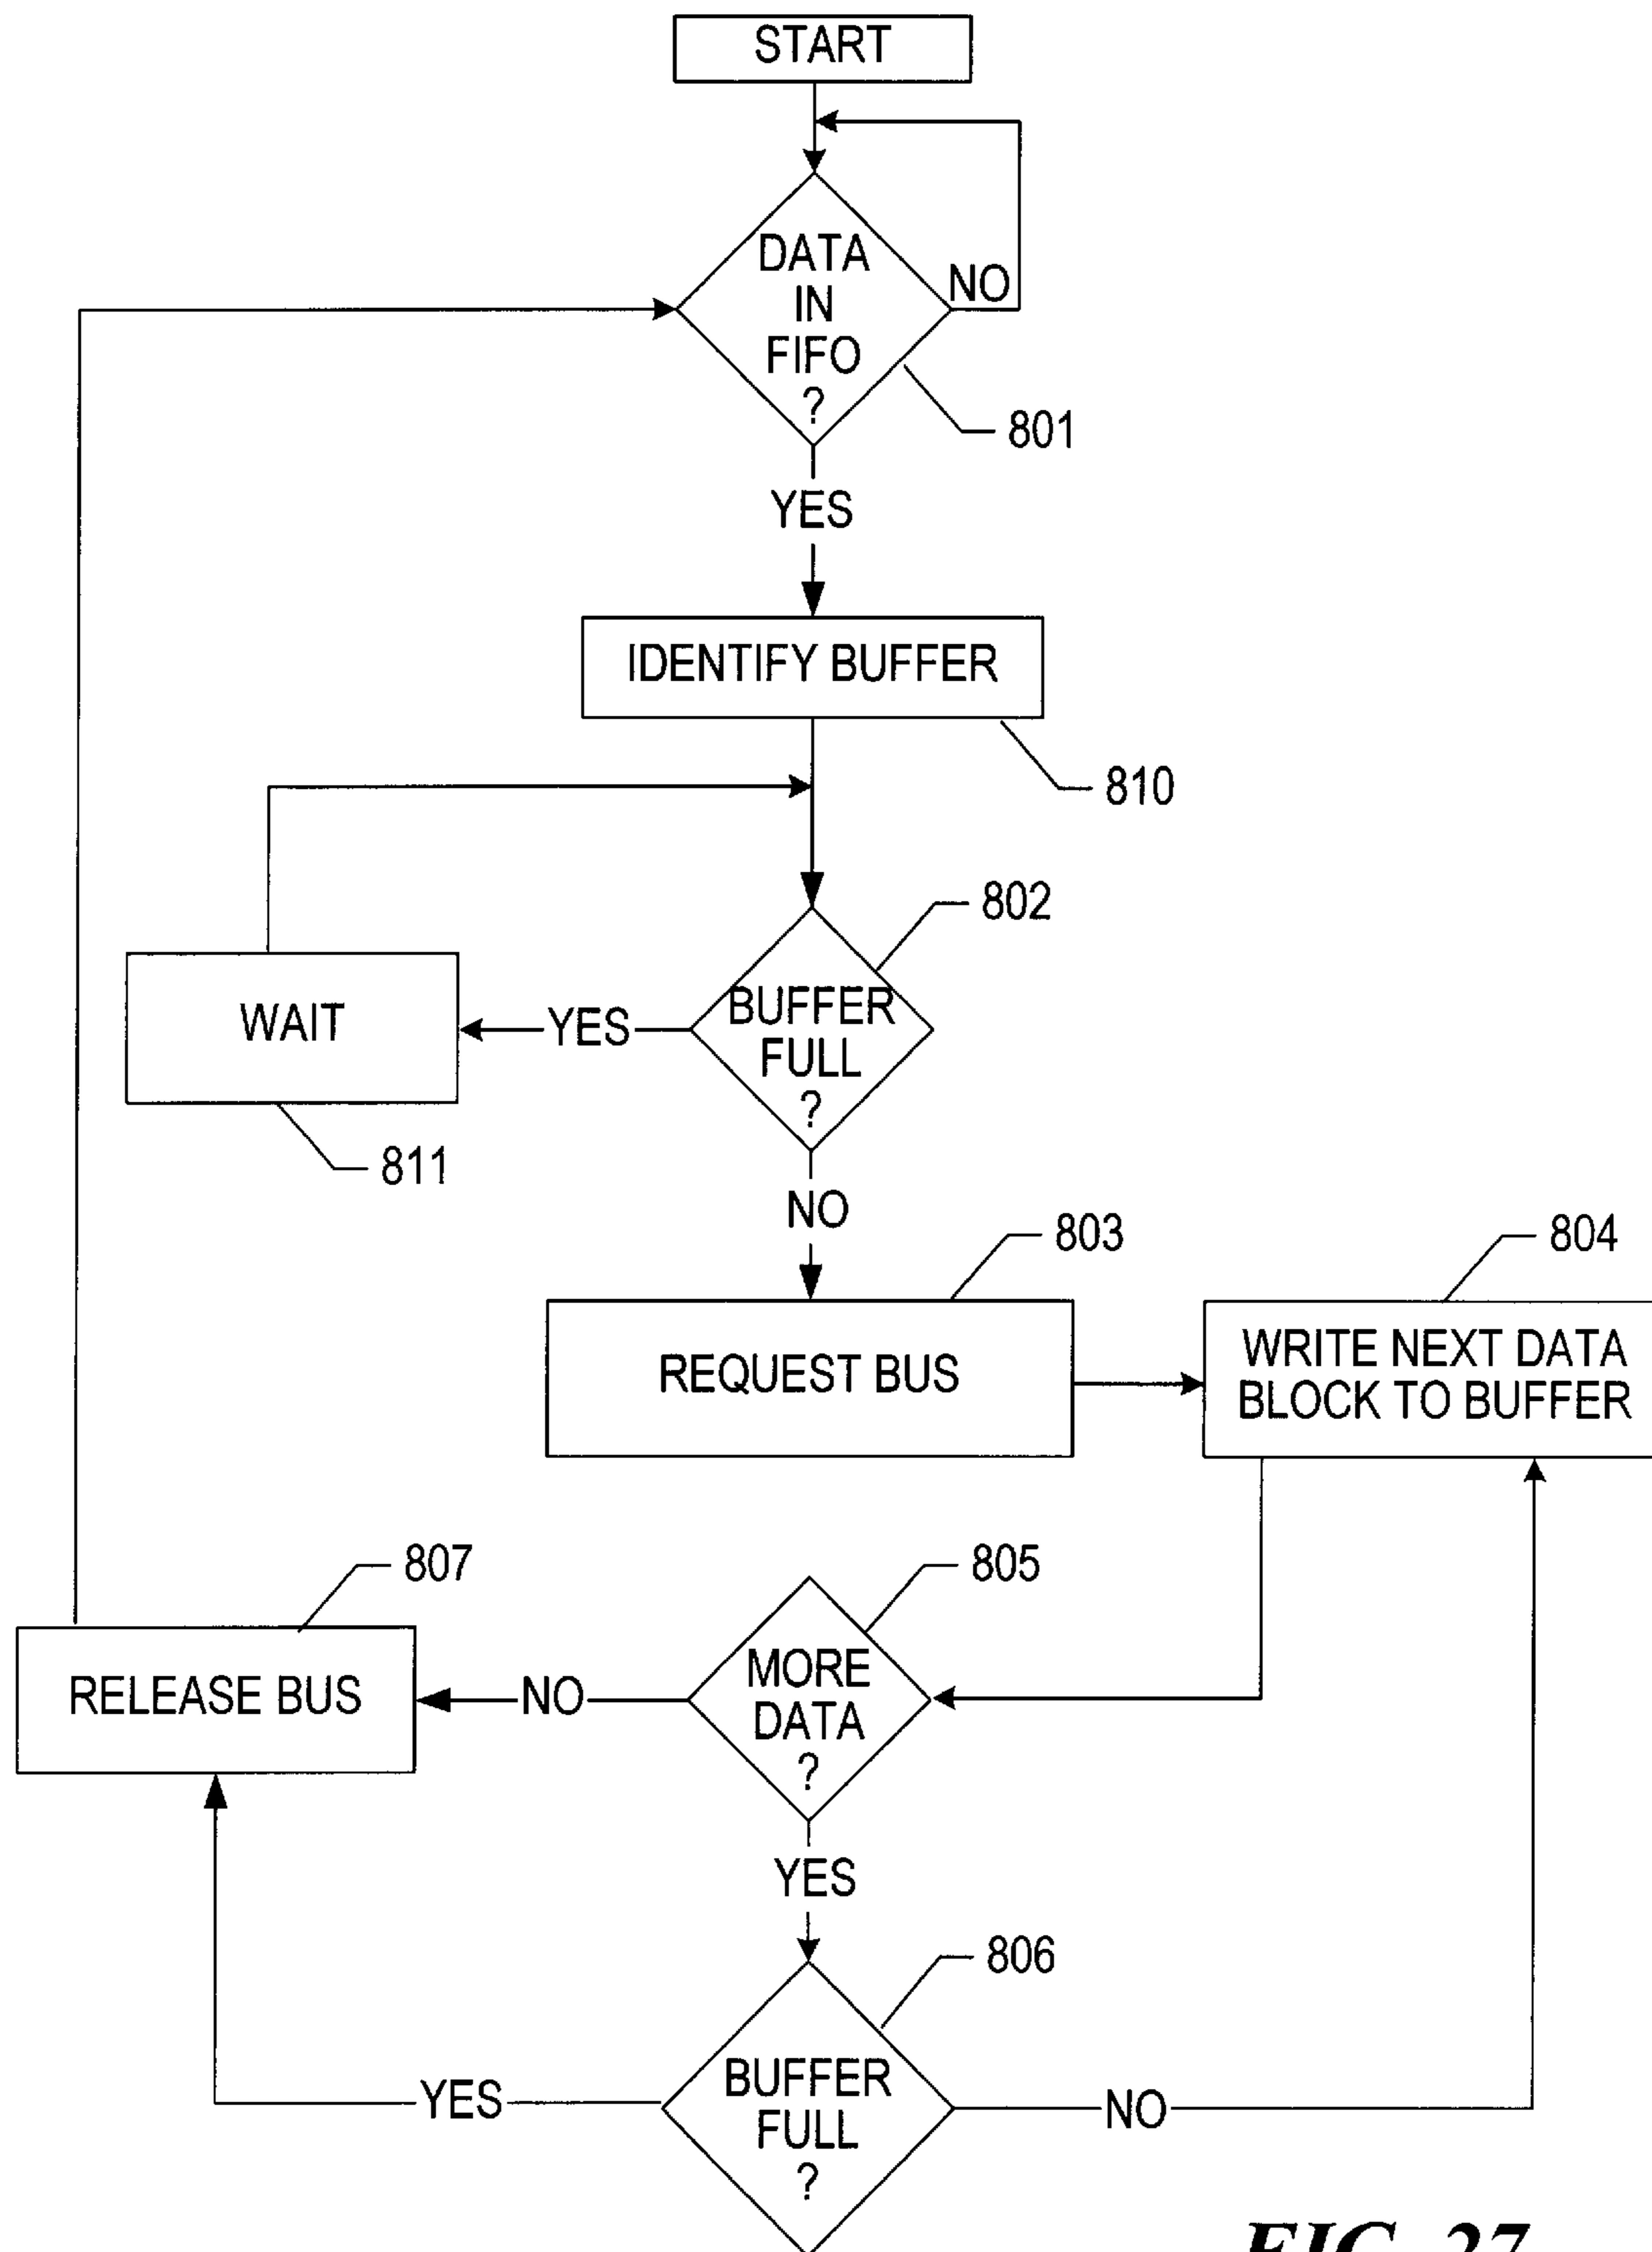 START
DATA
IN
FIFO
?
NO
801
YES
IDENTIFY BUFFER
810
802
BUFFER
FULL
?
YES
WAIT
811
NO
803
REQUEST BUS
804
WRITE NEXT DATA
BLOCK TO BUFFER
807
RELEASE BUS
805
MORE
DATA
?
NO
YES
806
BUFFER
FULL
?
YES
NO
FIG. 27